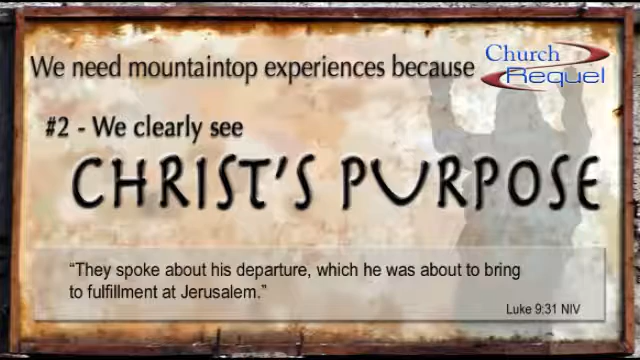 We need mountaintop experiences because
Church
Requel
#2 - We clearly see
CHRIST'S PURPOSE
“They spoke about his departure, which he was about to bring
to fulfillment at Jerusalem.”
Luke 9:31 NIV